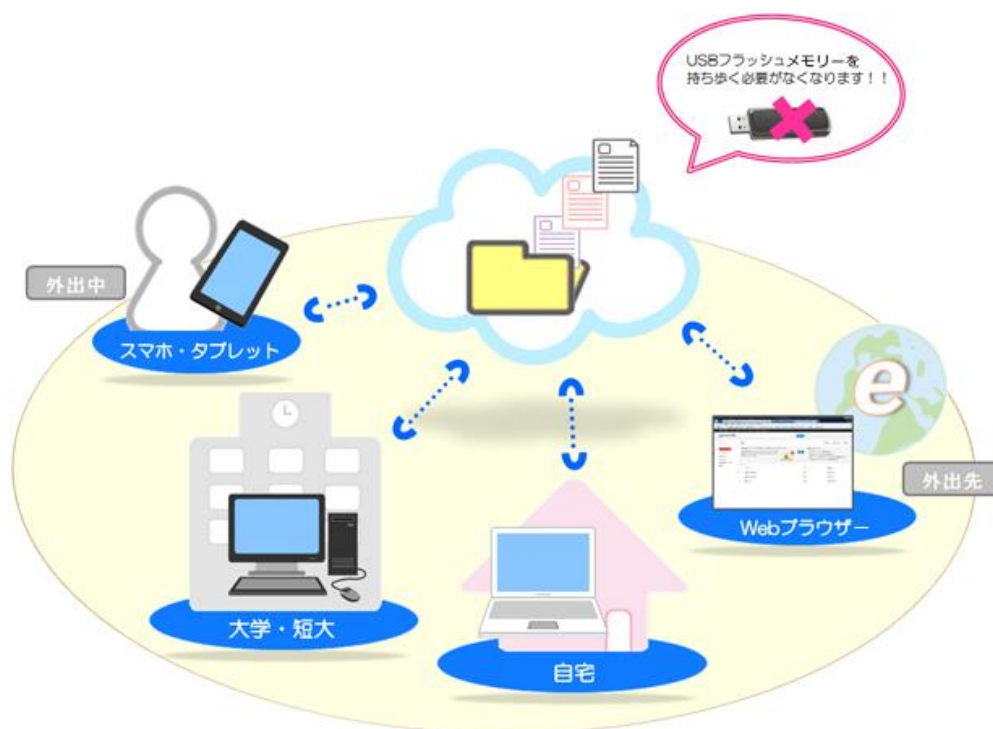 USBフラッシュメモリーを
持ち歩く必要がなくなります！！
外出中
スマホ・タブレット
e
外出先
Webブラウザー
大学・短大
自宅